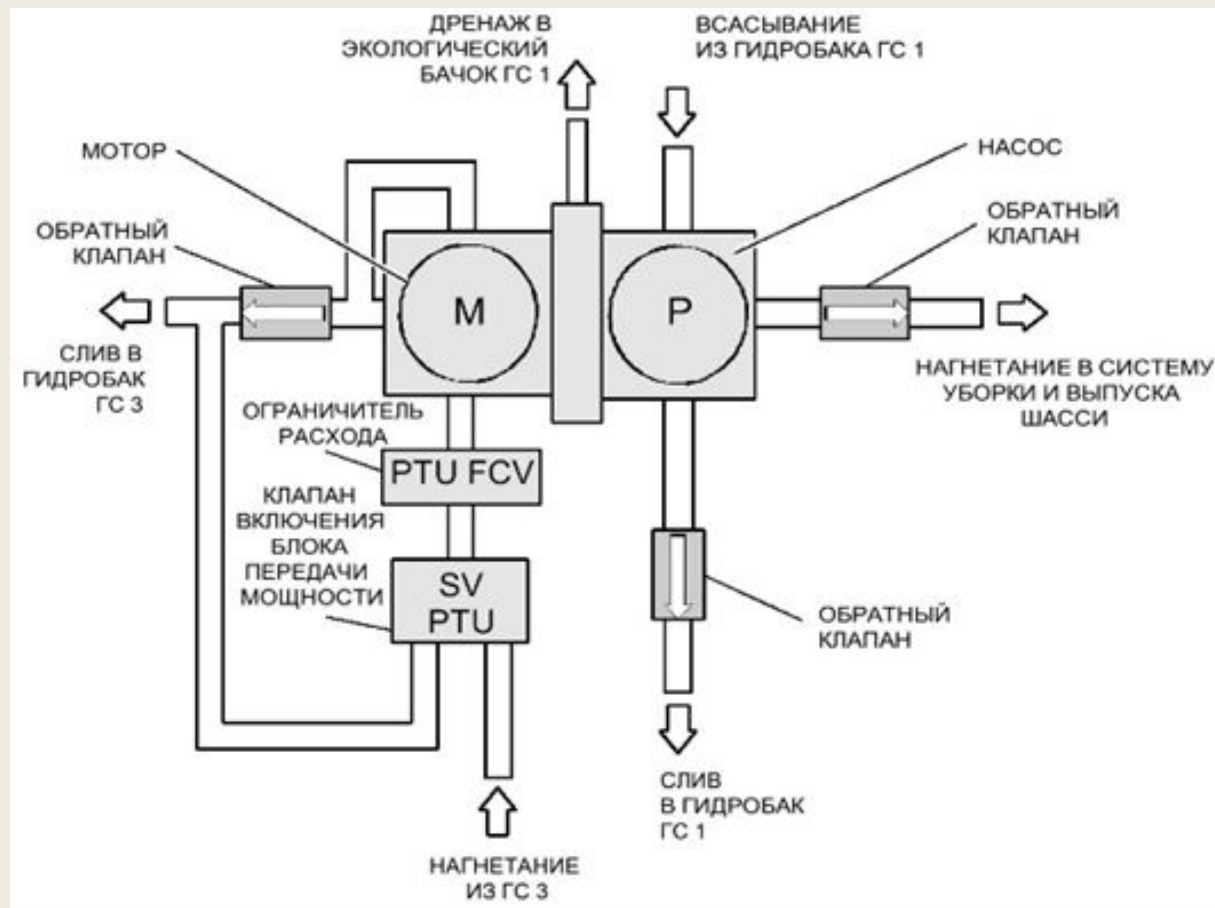 ДРЕНАЖ В
ЭКОЛОГИЧЕСКИЙ
БАЧОК ГС 1
ВСАСЫВАНИЕ
ИЗ ГИДРОБАКА ГС 1
МОТОР
НАСОС
ОБРАТНЫЙ
КЛАПАН
ОБРАТНЫЙ
КЛАПАН
M
P
СЛИВ В
ГИДРОБАК
ГС 3
НАГНЕТАНИЕ В СИСТЕМУ
УБОРКИ И ВЫПУСКА
ШАССИ
ОГРАНИЧИТЕЛЬ
РАСХОДА
PTU FCV
КЛАПАН
ВКЛЮЧЕНИЯ
БЛОКА
ПЕРЕДАЧИ
МОЩНОСТИ
SV
PTU
ОБРАТНЫЙ
КЛАПАН
СЛИВ
В ГИДРОБАК
ГС 1
НАГНЕТАНИЕ
ИЗ ГС 3